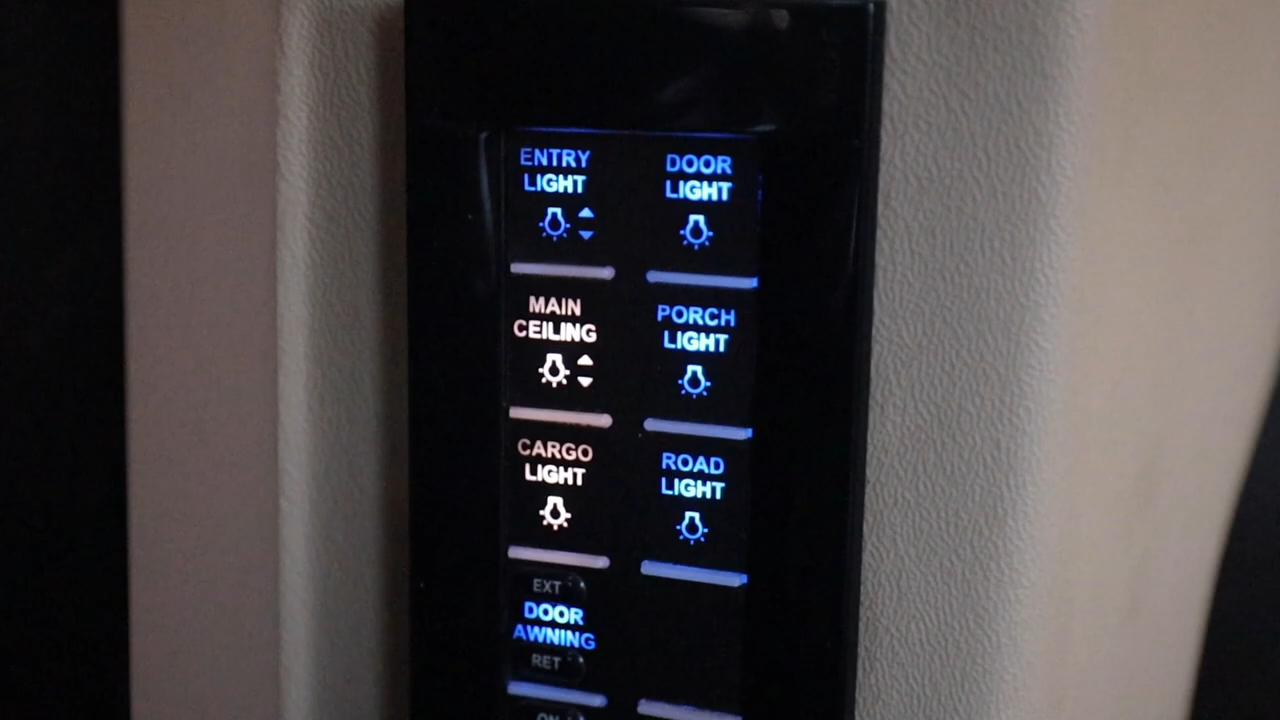 ENTRY
LIGHT
DOOR
LIGHT
MAIN
CEILING
PORCH
LIGHT
CARGO
LIGHT
ROAD
LIGHT
EXT
DOOR
AWNING
RET
ON